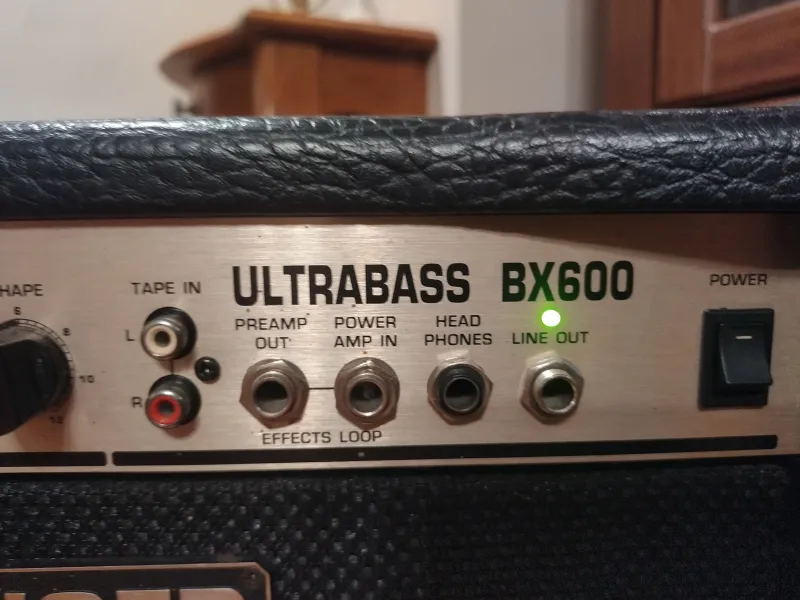 HAPE
6
8
10
12
TAPE IN
L
R
ULTRABASS BX600
PREAMP
OUT
POWER
AMP IN
HEAD
PHONES
LINE OUT
EFFECTS LOOP
POWER